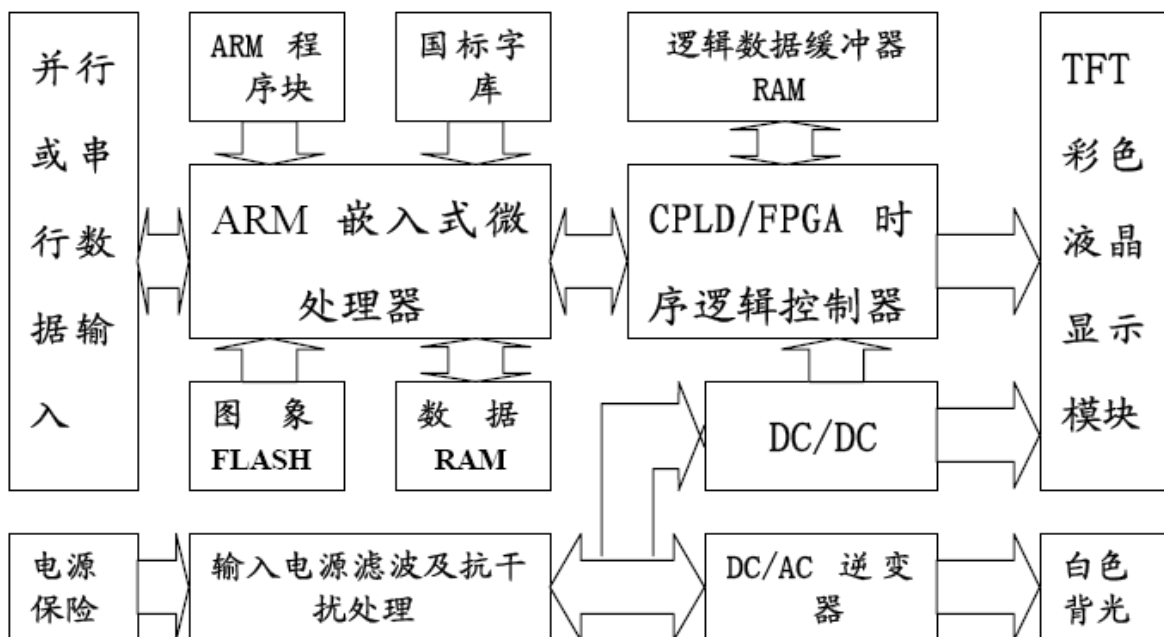 并行
或串
行数
据输
入
ARM 程
序块
国标字
库
逻辑数据缓冲器
RAM
TFT
彩色
液晶
显示
模块
ARM 嵌入式微
处理器
CPLD/FPGA 时
序逻辑控制器
图象
FLASH
数据
RAM
DC/DC
电源
保险
输入电源滤波及抗干
扰处理
DC/AC 逆变
器
白色
背光